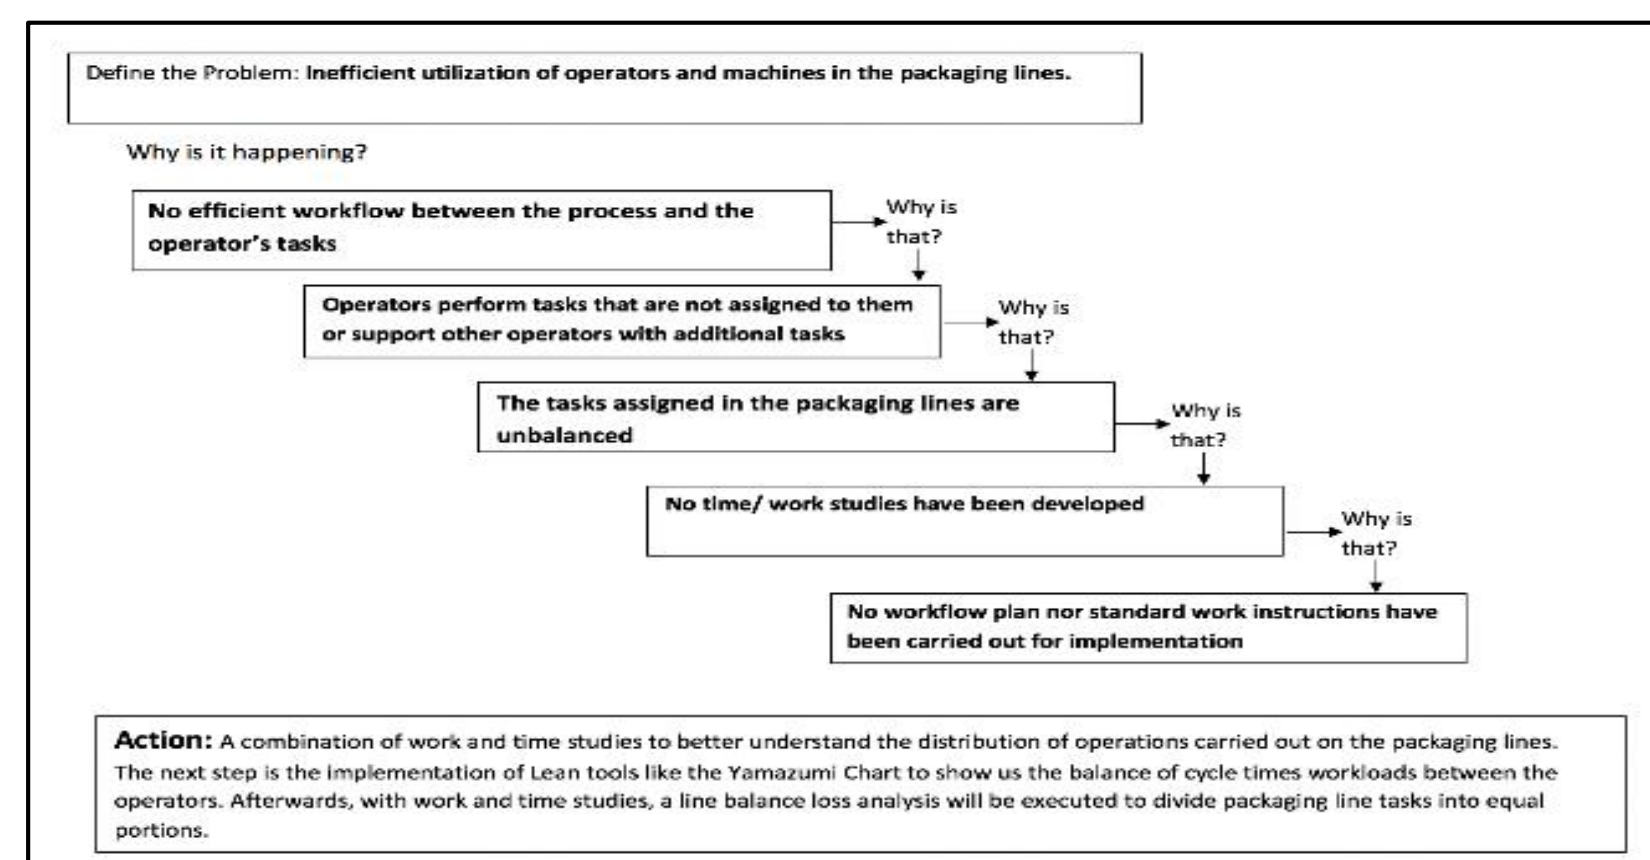 Define the Problem: Inefficient utilization of operators and machines in the packaging lines.
Why is it happening?
No efficient workflow between the process and the
operator's tasks
Why is
that?
Operators perform tasks that are not assigned to them
or support other operators with additional tasks
Why is
that?
The tasks assigned in the packaging lines are
unbalanced
Why is
that?
No time/ work studies have been developed
Why is
that?
No workflow plan nor standard work instructions have
been carried out for implementation
Action: A combination of work and time studies to better understand the distribution of operations carried out on the packaging lines.
The next step is the implementation of Lean tools like the Yamazumi Chart to show us the balance of cycle times workloads between the
operators. Afterwards, with work and time studies, a line balance loss analysis will be executed to divide packaging line tasks into equal
portions.